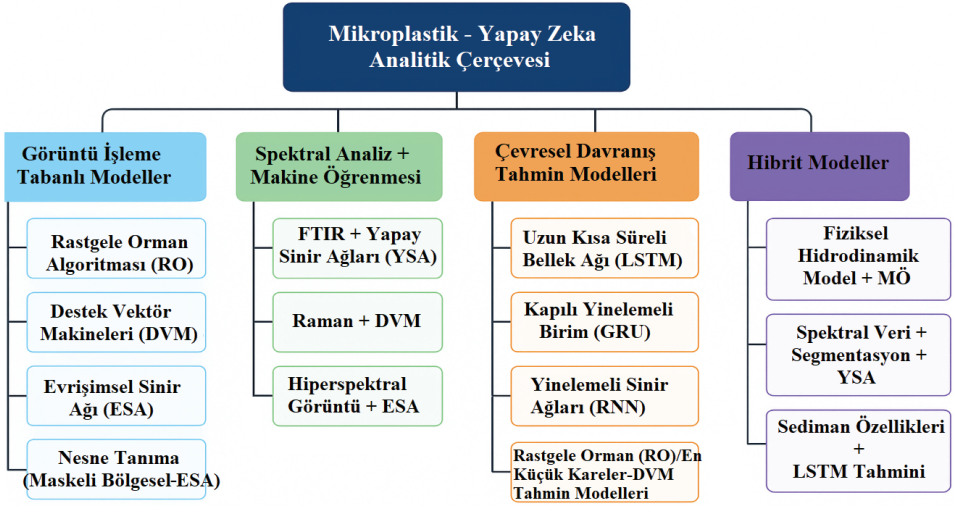 Mikroplastik - Yapay Zeka
Analitik Çerçevesi
Görüntü İşleme
Tabanlı Modeller
Rastgele Orman
Algoritması (RO)
Destek Vektör
Makineleri (DVM)
Evrişimsel Sinir
Ağı (ESA)
Nesne Tanıma
(Maskeli Bölgesel-ESA)
Spektral Analiz +
Makine Öğrenmesi
FTIR + Yapay
Sinir Ağları (YSA)
Raman + DVM
Hiperspektral
Görüntü + ESA
Çevresel Davranış
Tahmin Modelleri
Uzun Kısa Süreli
Bellek Ağı (LSTM)
Kapılı Yinelemeli
Birim (GRU)
Yinelemeli Sinir
Ağları (RNN)
Rastgele Orman (RO)/En
Küçük Kareler-DVM
Tahmin Modelleri
Hibrit Modeller
Fiziksel
Hidrodinamik
Model + MÖ
Spektral Veri +
Segmentasyon +
YSA
Sediman Özellikleri
+
LSTM Tahmini